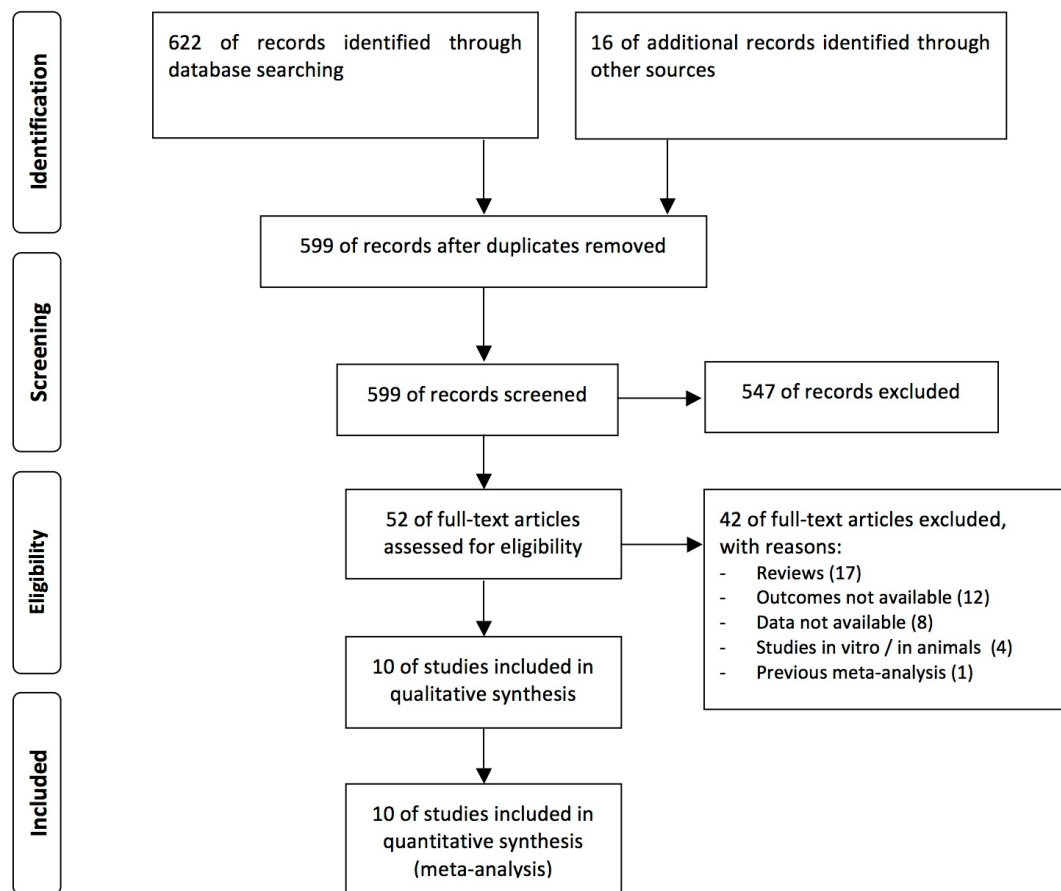 Identification
622 of records identified through
database searching
16 of additional records identified through
other sources
599 of records after duplicates removed
Screening
599 of records screened
547 of records excluded
Eligibility
52 of full-text articles
assessed for eligibility
42 of full-text articles excluded,
with reasons:
- Reviews (17)
- Outcomes not available (12)
- Data not available (8)
- Studies in vitro / in animals (4)
- Previous meta-analysis (1)
10 of studies included in
qualitative synthesis
Included
10 of studies included in
quantitative synthesis
(meta-analysis)